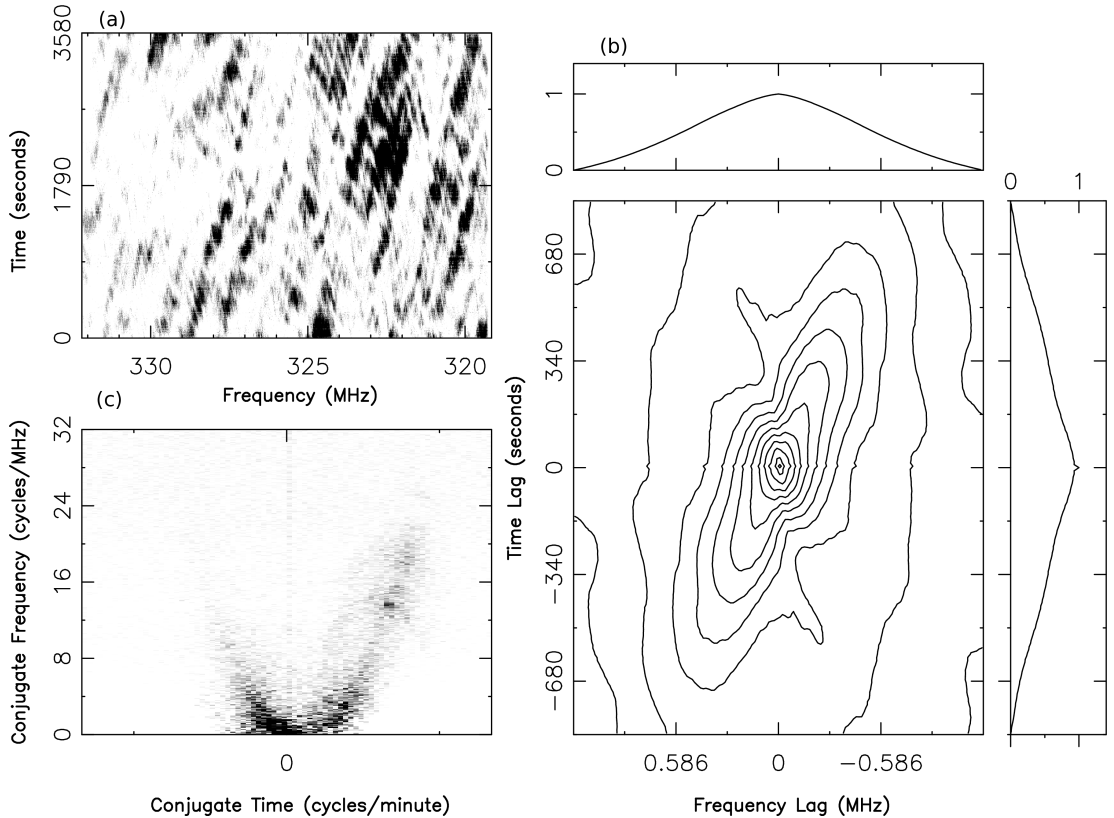 (a)
3580
1790
0
Time (seconds)
330
325
320
Frequency (MHz)
(b)
1
0
0
1
680
340
0
−340
−680
Time Lag (seconds)
0.586
0
−0.586
Frequency Lag (MHz)
(c)
32
24
16
8
0
Conjugate Frequency (cycles/MHz)
0
Conjugate Time (cycles/minute)